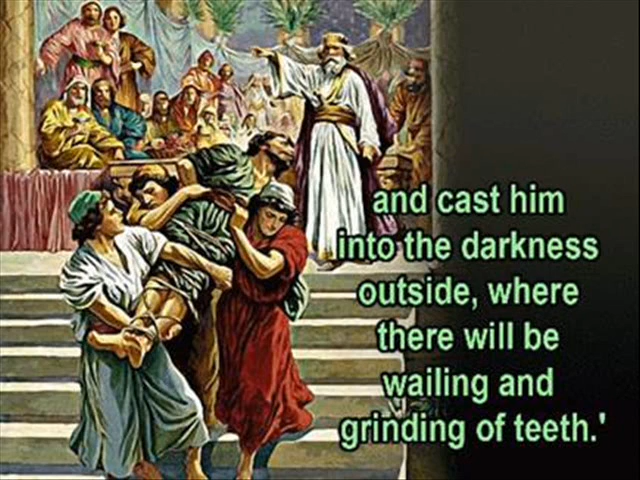 and cast him
into the darkness
outside, where
there will be
wailing and
grinding of teeth.'